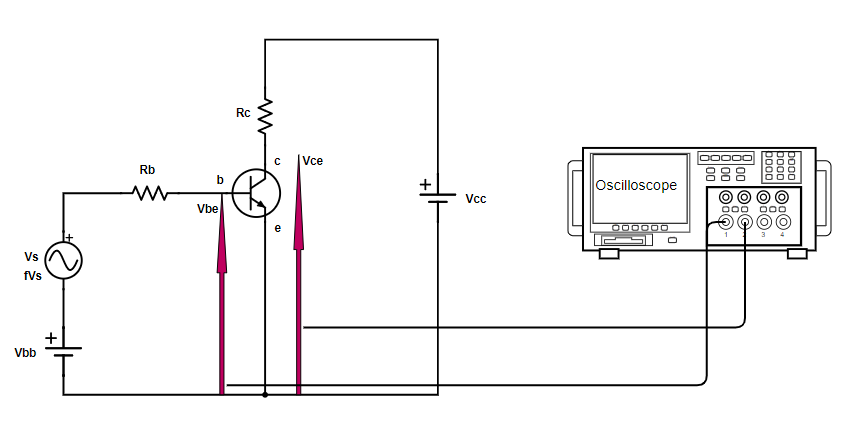 Rc
c
Vce
Rb
b
Vbe
e
Vcc
Vs
fVs
Vbb
Oscilloscope
1 2 3 4
+
+
+